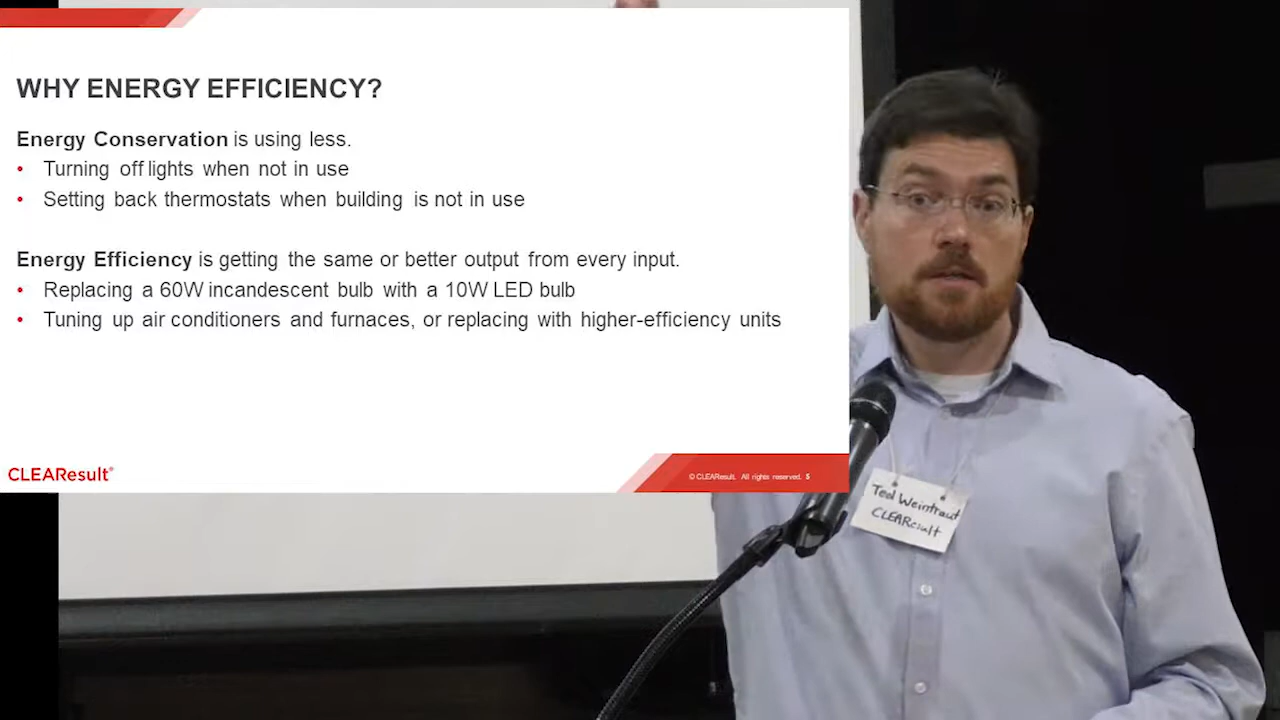 WHY ENERGY EFFICIENCY?
Energy Conservation is using less.
• Turning off lights when not in use
• Setting back thermostats when building is not in use
Energy Efficiency is getting the same or better output from every input.
• Replacing a 60W incandescent bulb with a 10W LED bulb
• Tuning up air conditioners and furnaces, or replacing with higher-efficiency units
CLEAResult®
© CLEAResult. All rights reserved. 5
Ted Weintraut
CLEAResult